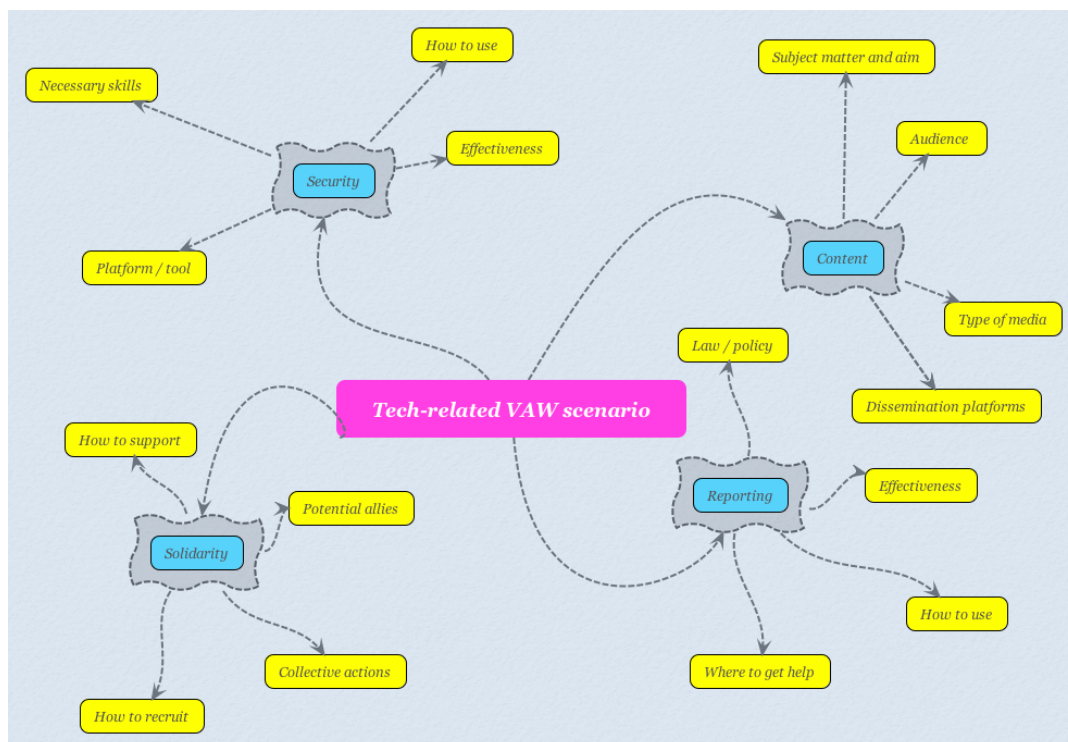 How to use
Necessary skills
Effectiveness
Security
Platform / tool
Subject matter and aim
Audience
Content
Type of media
Dissemination platforms
Tech-related VAW scenario
Law / policy
Effectiveness
Reporting
How to use
Where to get help
How to support
Potential allies
Solidarity
Collective actions
How to recruit